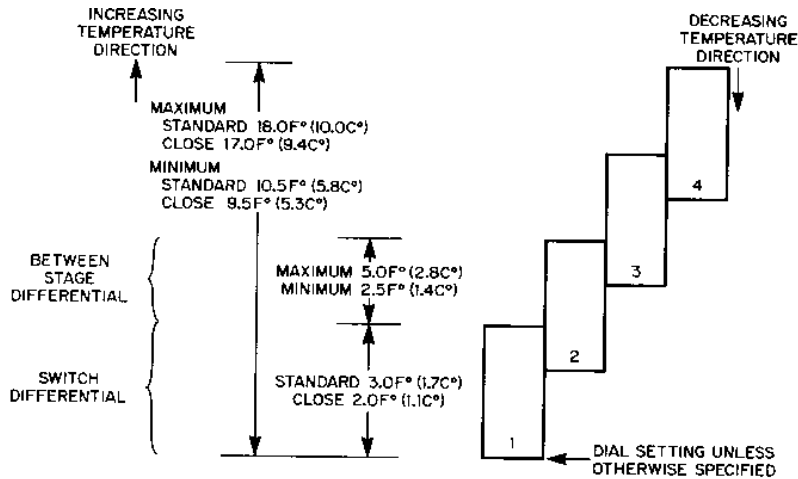 INCREASING
TEMPERATURE
DIRECTION
DECREASING
TEMPERATURE
DIRECTION
MAXIMUM
STANDARD 18.0F° (10.0C°)
CLOSE 17.0F° (9.4C°)
MINIMUM
STANDARD 10.5F° (5.8C°)
CLOSE 9.5F° (5.3C°)
4
BETWEEN
STAGE
DIFFERENTIAL
MAXIMUM 5.0F° (2.8C°)
MINIMUM 2.5F° (1.4C°)
3
2
SWITCH
DIFFERENTIAL
STANDARD 3.0F° (1.7C°)
CLOSE 2.0F° (1.1C°)
1
DIAL SETTING UNLESS
OTHERWISE SPECIFIED